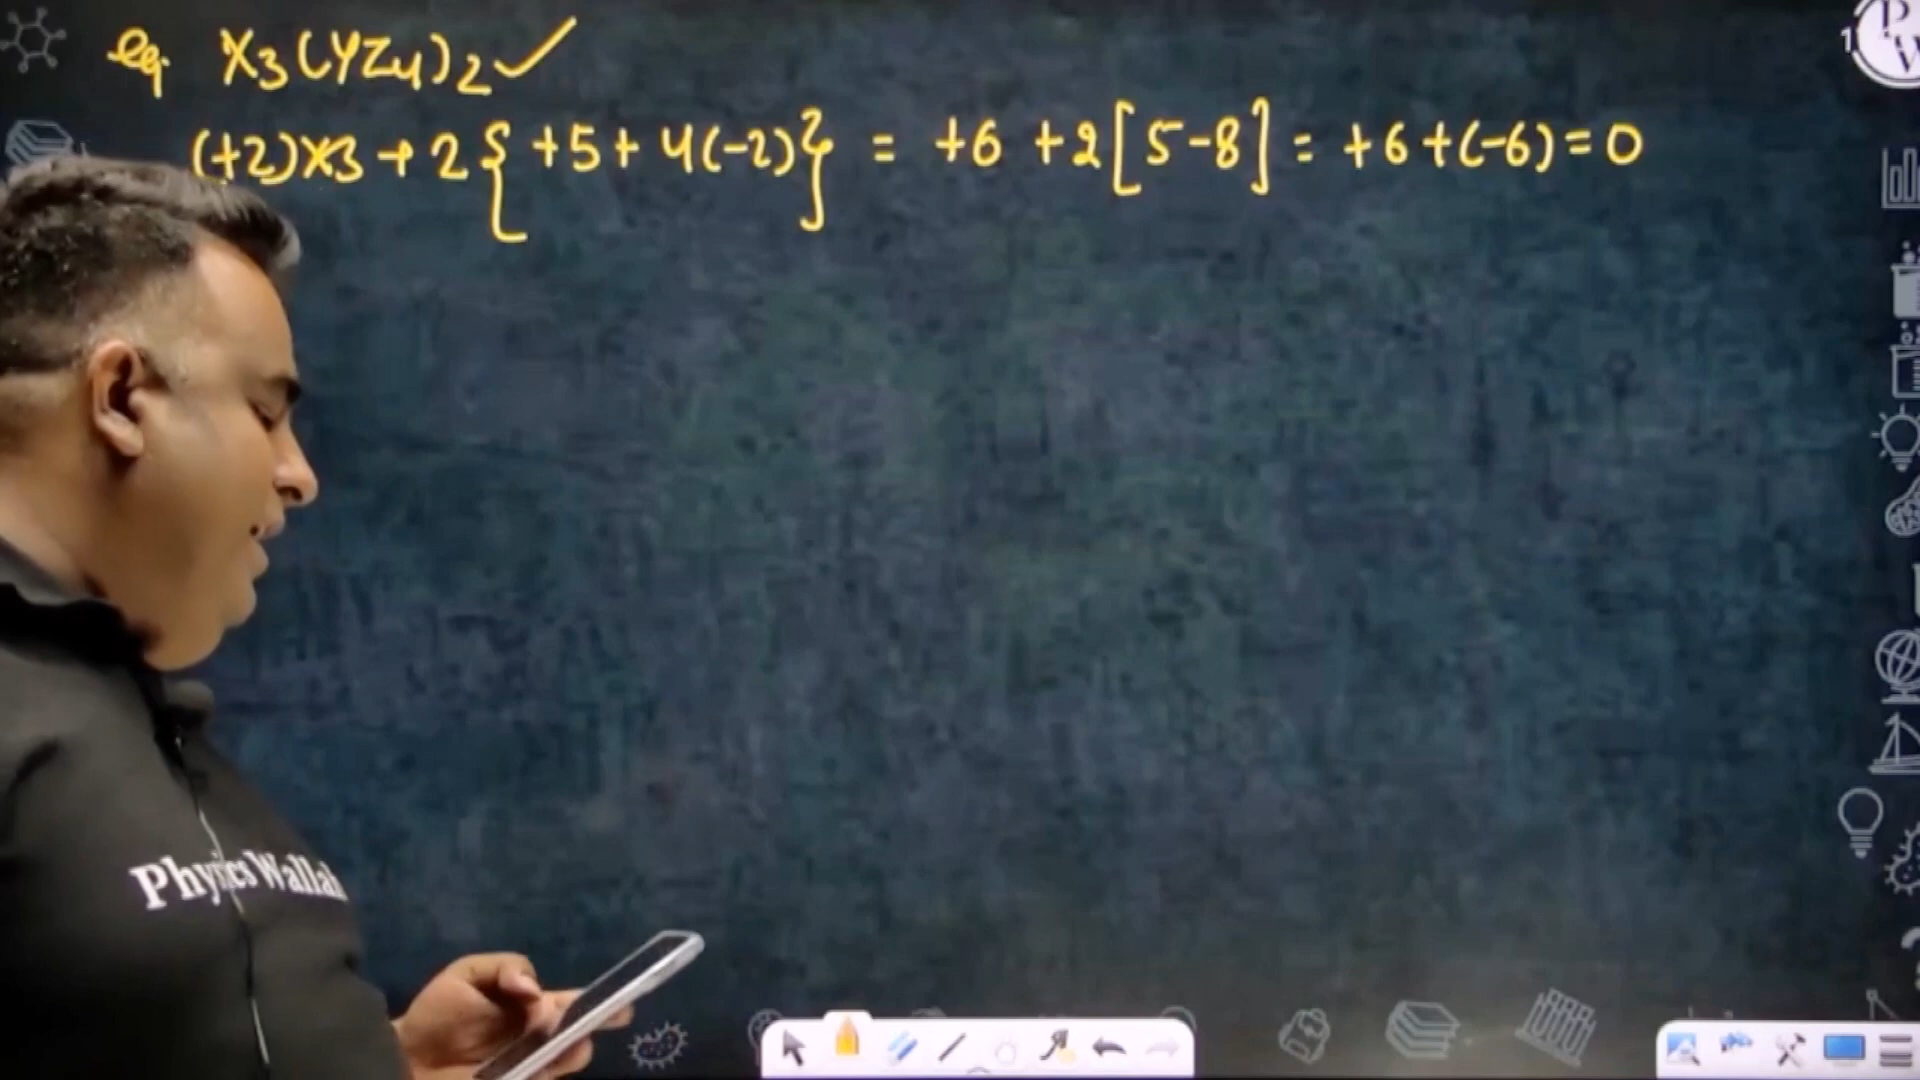 eg. X3(YZ4)2 ✓
(+2)×3 + 2{+5+4(-2)} = +6 +2[5-8] = +6+(-6)=0
P
W
Physics Wallah